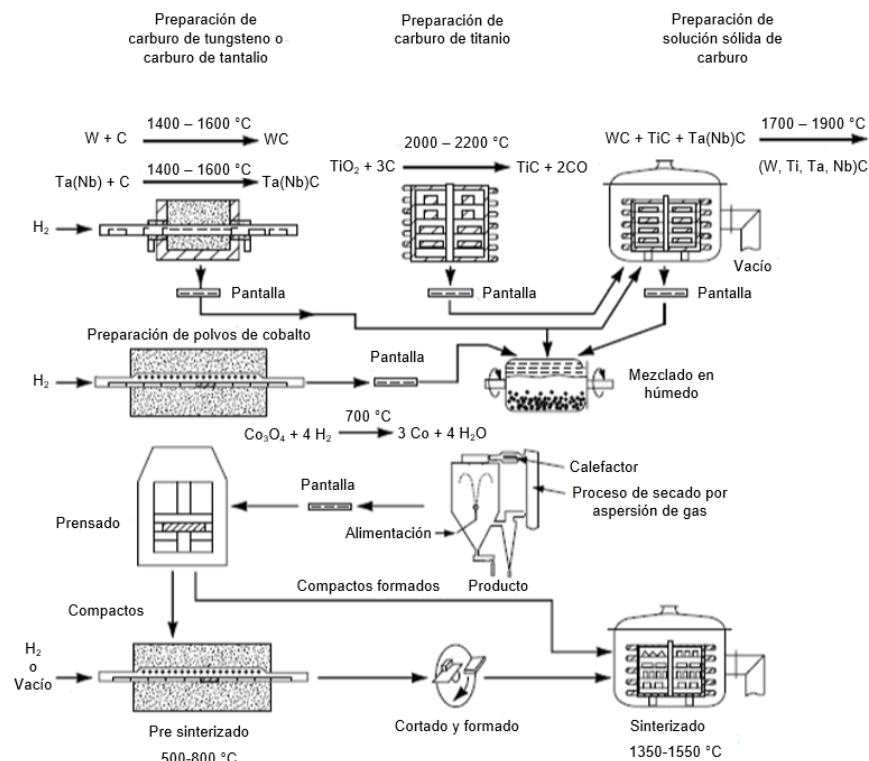 Preparación de
carburo de tungsteno o
carburo de tantalio
Preparación de
carburo de titanio
Preparación de
solución sólida de
carburo
W + C 1400 – 1600 °C WC
Ta(Nb) + C 1400 – 1600 °C Ta(Nb)C
TiO₂ + 3C 2000 – 2200 °C TiC + 2CO
WC + TiC + Ta(Nb)C 1700 – 1900 °C
(W, Ti, Ta, Nb)C
H₂
Vacío
Pantalla
Pantalla
Pantalla
Preparación de polvos de cobalto
H₂
Pantalla
Mezclado en
húmedo
Co₃O₄ + 4 H₂ 700 °C 3 Co + 4 H₂O
Prensado
Pantalla
Calefactor
Proceso de secado por
aspersión de gas
Alimentación
Producto
Compactos formados
Compactos
H₂
o
Vacío
Pre sinterizado
500-800 °C
Cortado y formado
Sinterizado
1350-1550 °C